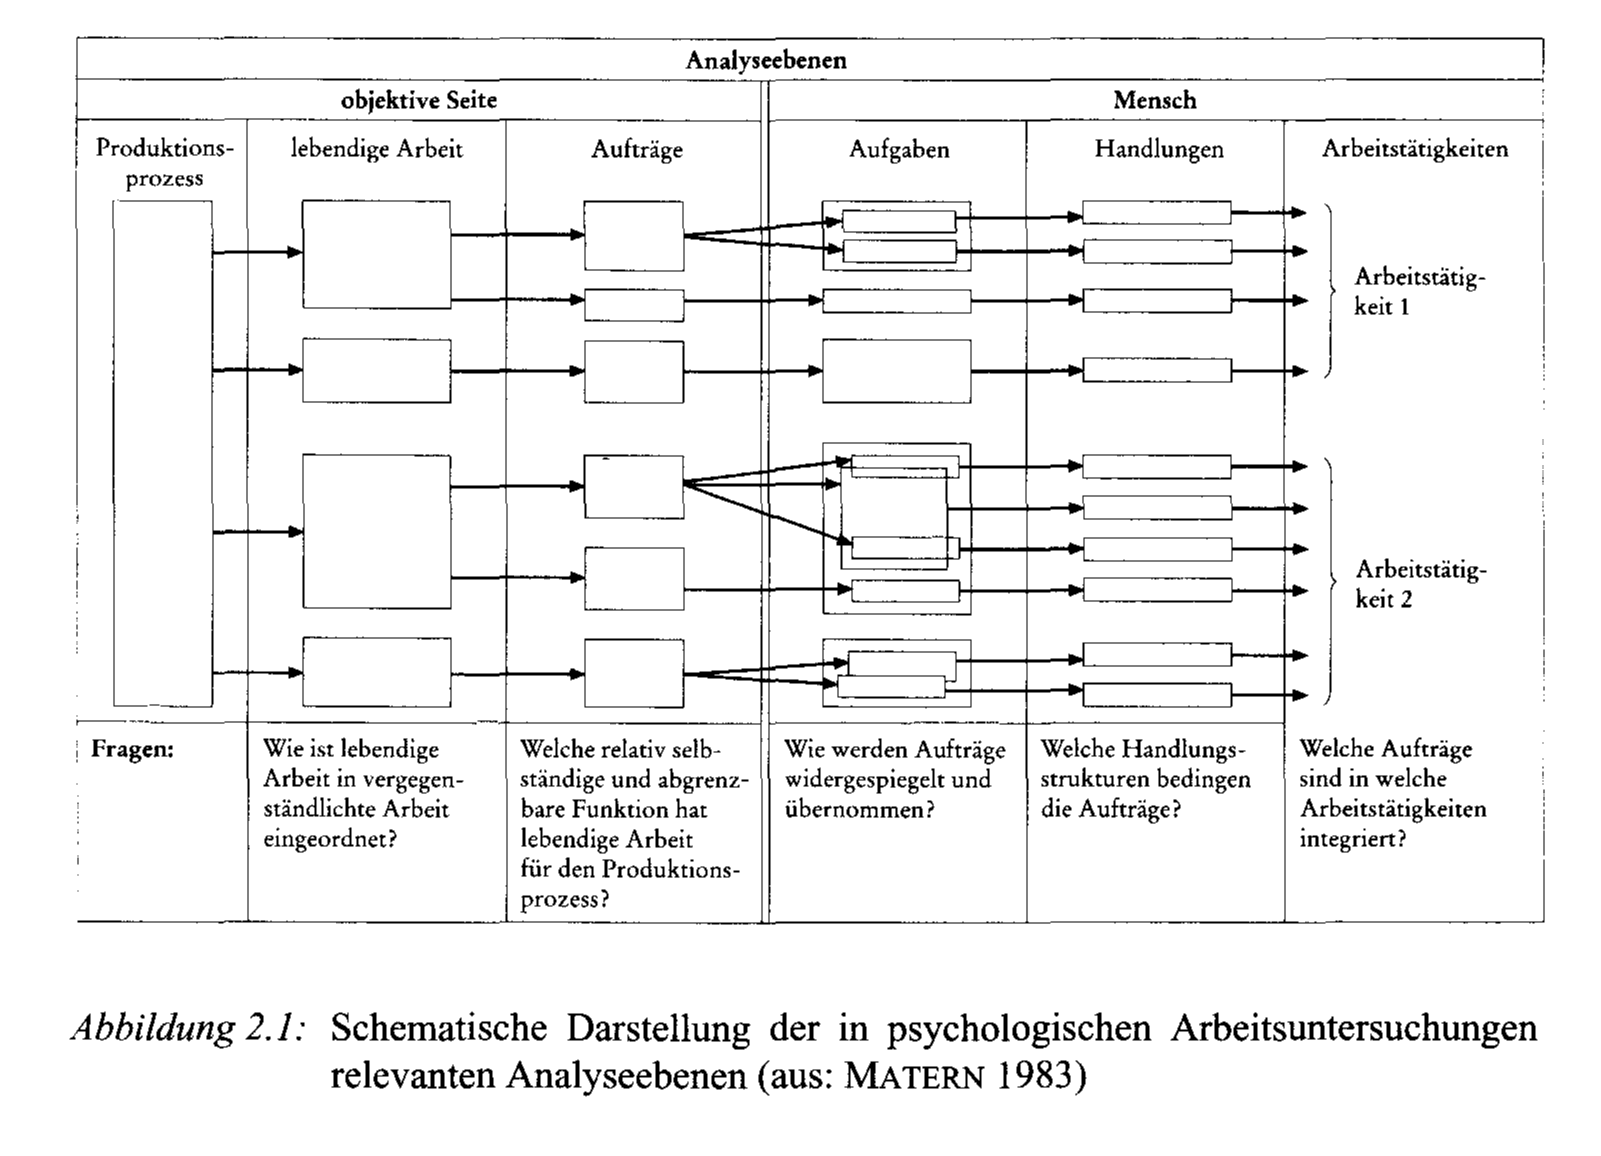 Analyseebenen
objektive Seite
Mensch
Produktions-
prozess
lebendige Arbeit
Aufträge
Aufgaben
Handlungen
Arbeitstätigkeiten
Arbeitstätig-
keit 1
Arbeitstätig-
keit 2
Fragen:
Wie ist lebendige
Arbeit in vergegen-
ständlichte Arbeit
eingeordnet?
Welche relativ selb-
ständige und abgrenz-
bare Funktion hat
lebendige Arbeit
für den Produktions-
prozess?
Wie werden Aufträge
widergespiegelt und
übernommen?
Welche Handlungs-
strukturen bedingen
die Aufträge?
Welche Aufträge
sind in welche
Arbeitstätigkeiten
integriert?
Abbildung 2.1: Schematische Darstellung der in psychologischen Arbeitsuntersuchungen
relevanten Analyseebenen (aus: MATERN 1983)